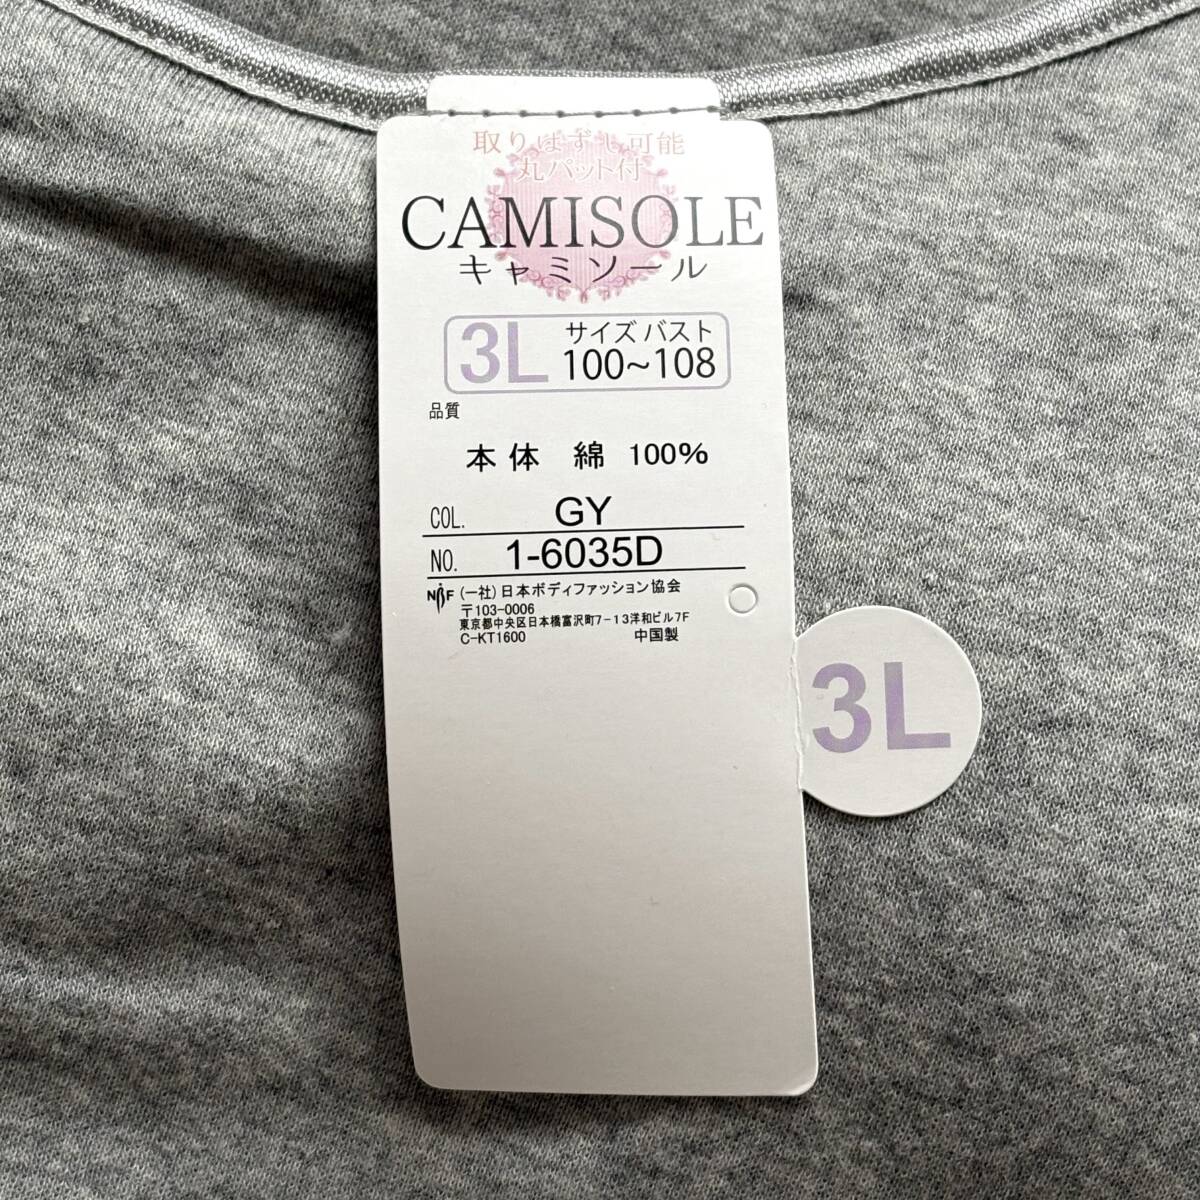 取りはずし可能
丸パット付
CAMISOLE
キャミソール
3L サイズ バスト
100~108
品質
本体 綿 100%
COL. GY
NO. 1-6035D
NBF (一社)日本ボディファッション協会
〒103-0006
東京都中央区日本橋富沢町7-13洋和ビル7F
C-KT1600 中国製
3L